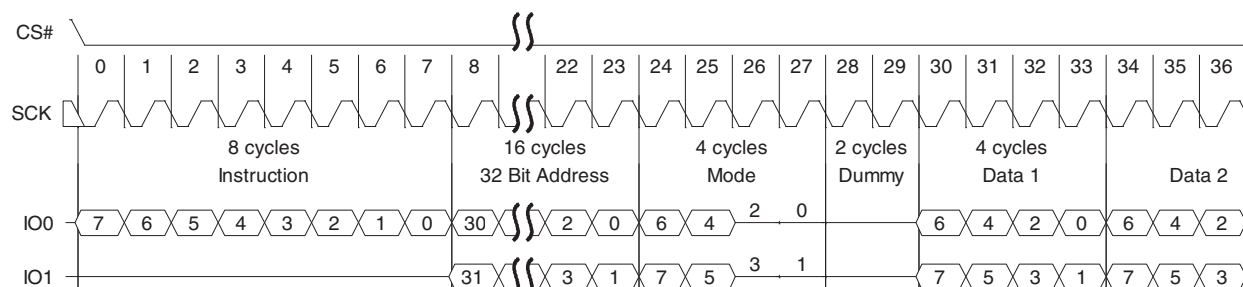 CS#
0 1 2 3 4 5 6 7 8 22 23 24 25 26 27 28 29 30 31 32 33 34 35 36
SCK
8 cycles 16 cycles 4 cycles 2 cycles 4 cycles
Instruction 32 Bit Address Mode Dummy Data 1 Data 2
IO0 7 6 5 4 3 2 1 0 30 2 0 6 4 2 0 6 4 2 0 6 4 2
IO1 31 3 1 7 5 3 1 7 5 3 1 7 5 3